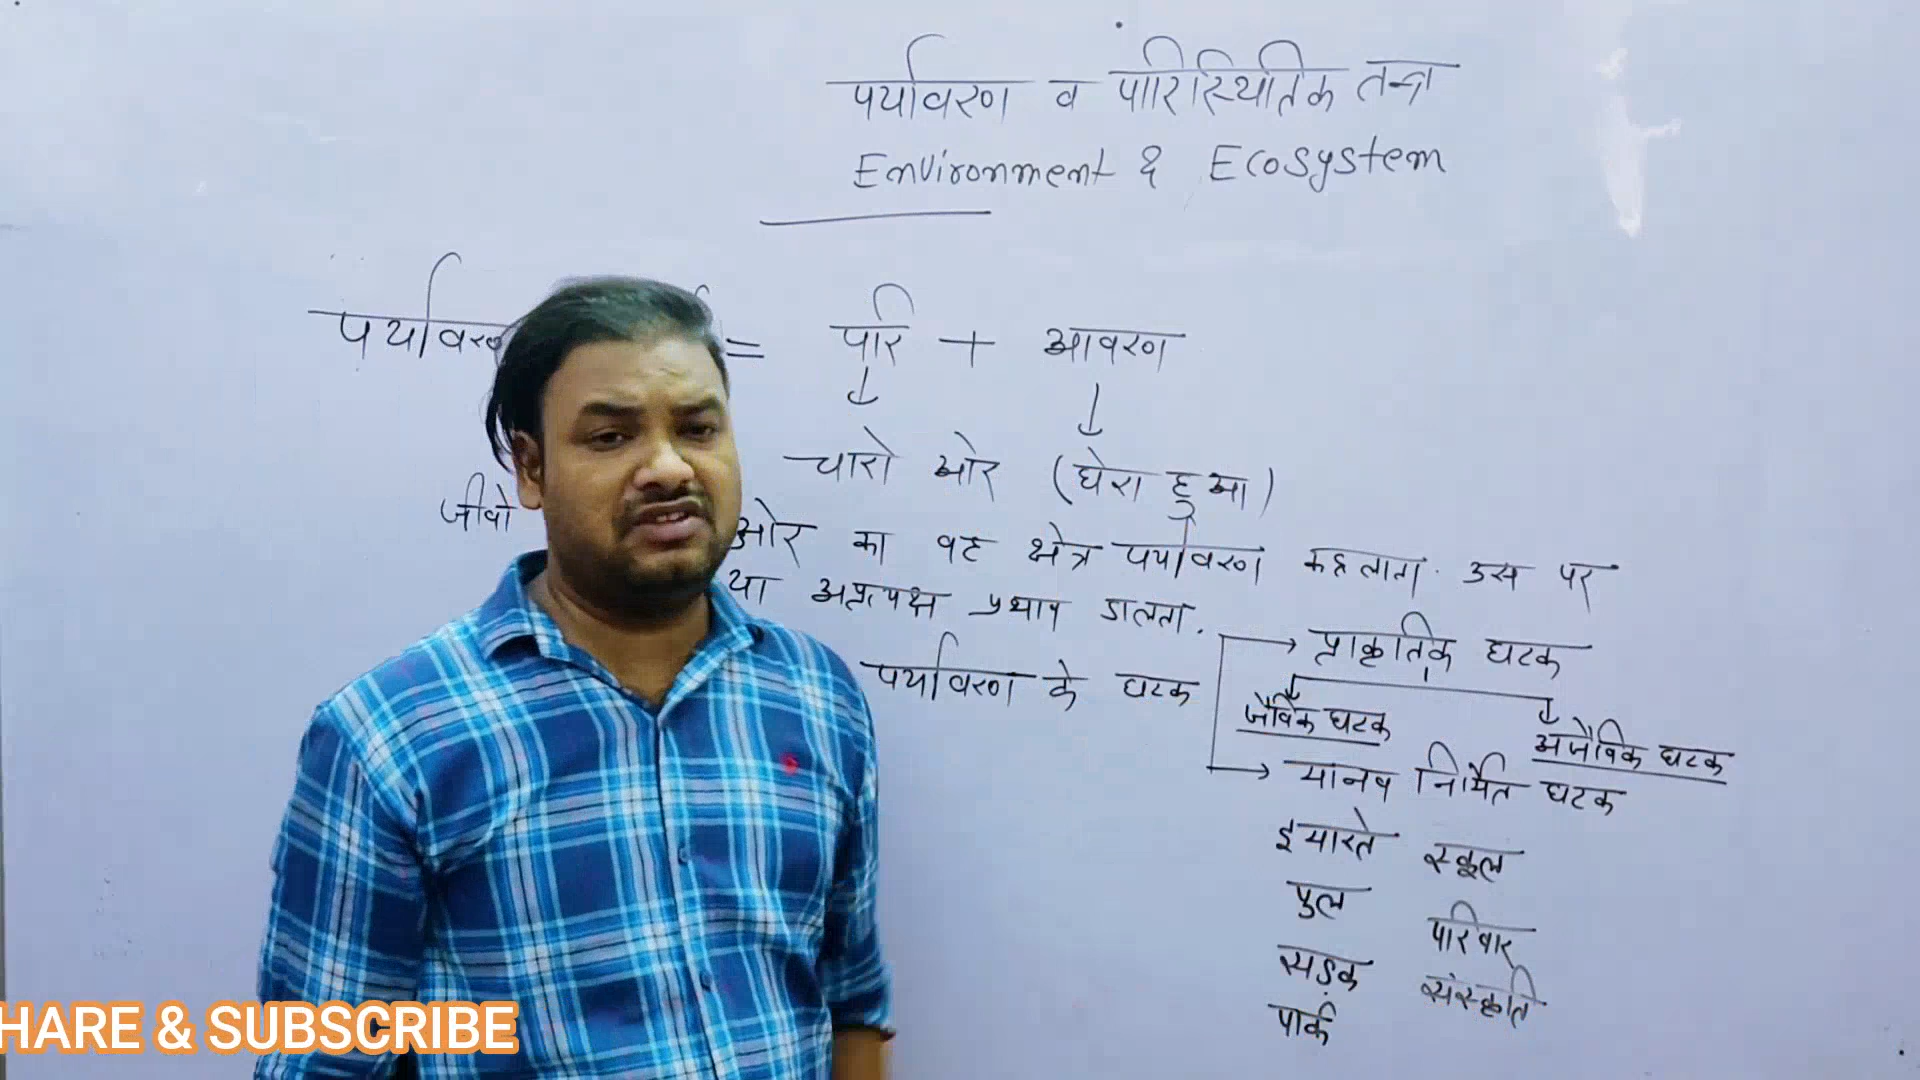 पर्यावरण व पारिस्थितिक तन्त्र
Environment & Ecosystem
पर्यावरण = परि + आवरण
चारो ओर (घेरा हुआ)
जीवो ओर का वह क्षेत्र पर्यावरण कहलाता. उस पर
या अप्रत्यक्ष प्रभाव डालता.
पर्यावरण के घटक
प्राकृतिक घटक
जैविक घटक
अजैविक घटक
मानव निर्मित घटक
इमारते स्कूल
पुल परिवार
सड़क संस्कृति
पार्क
HARE & SUBSCRIBE